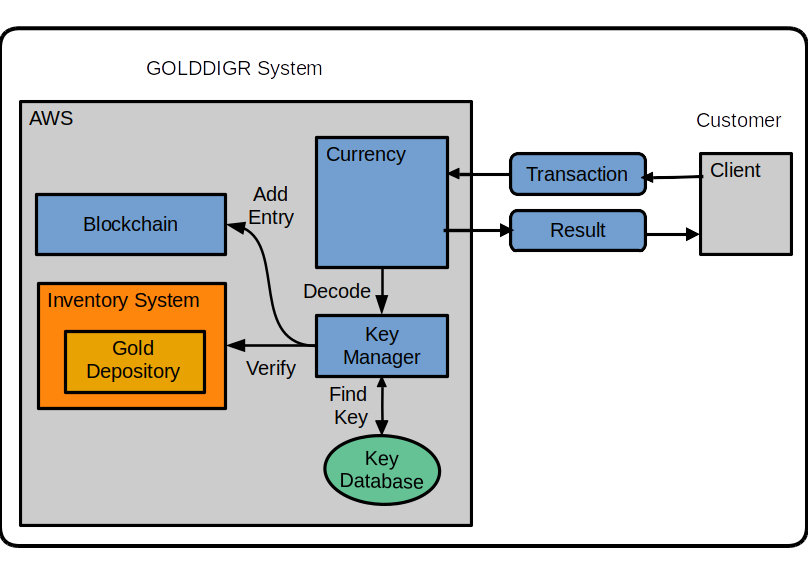 GOLDDIGR System
AWS
Customer
Currency
Transaction
Client
Add
Entry
Blockchain
Result
Decode
Inventory System
Gold
Depository
Key
Manager
Verify
Find
Key
Key
Database